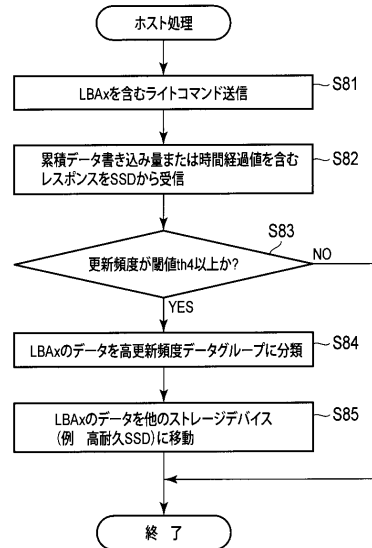 ホスト処理
LBAxを含むライトコマンド送信
S81
累積データ書き込み量または時間経過値を含む
レスポンスをSSDから受信
S82
更新頻度が閾値th4以上か?
S83
NO
YES
LBAxのデータを高更新頻度データグループに分類
S84
LBAxのデータを他のストレージデバイス
(例 高耐久SSD)に移動
S85
終 了